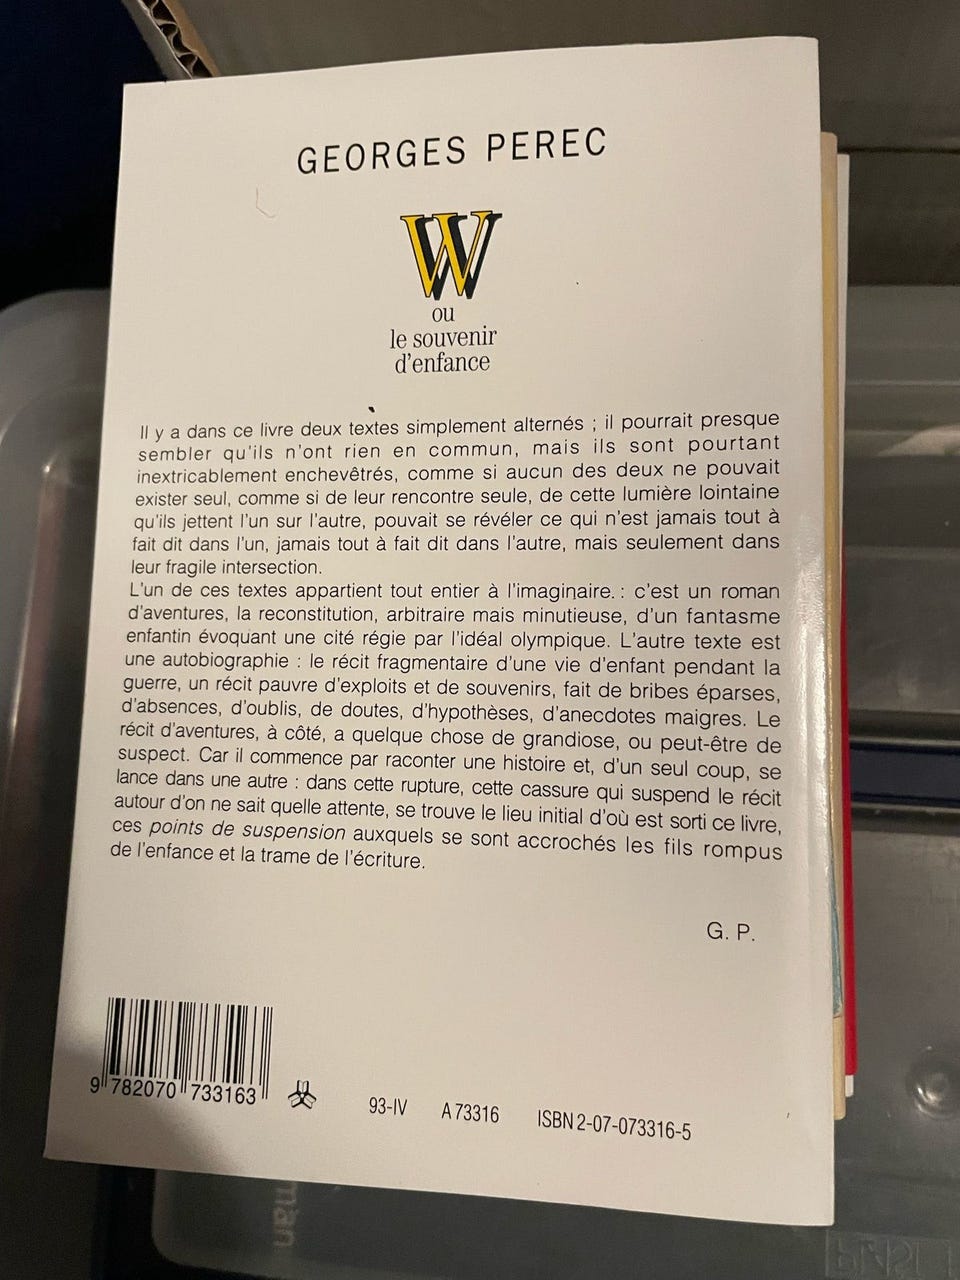 GEORGES PEREC
W
ou
le souvenir
d'enfance
Il y a dans ce livre deux textes simplement alternés ; il pourrait presque
sembler qu'ils n'ont rien en commun, mais ils sont pourtant
inextricablement enchevêtrés, comme si aucun des deux ne pouvait
exister seul, comme si de leur rencontre seule, de cette lumière lointaine
qu'ils jettent l'un sur l'autre, pouvait se révéler ce qui n'est jamais tout à
fait dit dans l'un, jamais tout à fait dit dans l'autre, mais seulement dans
leur fragile intersection.
L'un de ces textes appartient tout entier à l'imaginaire. : c'est un roman
d'aventures, la reconstitution, arbitraire mais minutieuse, d'un fantasme
enfantin évoquant une cité régie par l'idéal olympique. L'autre texte est
une autobiographie : le récit fragmentaire d'une vie d'enfant pendant la
guerre, un récit pauvre d'exploits et de souvenirs, fait de bribes éparses,
d'absences, d'oublis, de doutes, d'hypothèses, d'anecdotes maigres. Le
récit d'aventures, à côté, a quelque chose de grandiose, ou peut-être de
suspect. Car il commence par raconter une histoire et, d'un seul coup, se
lance dans une autre : dans cette rupture, cette cassure qui suspend le récit
autour d'on ne sait quelle attente, se trouve le lieu initial d'où est sorti ce livre,
ces points de suspension auxquels se sont accrochés les fils rompus
de l'enfance et la trame de l'écriture.
G. P.
9 782070 733163
93-IV A 73316 ISBN 2-07-073316-5